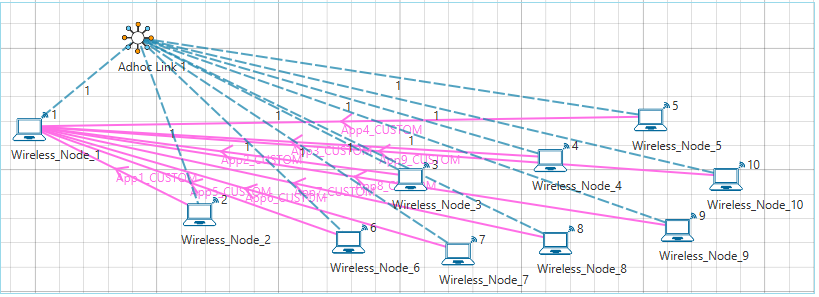 Adhoc Link 1
1
1
1
1
1
1
1
1
1
1
Wireless_Node_1
App4_CUSTOM
5
Wireless_Node_5
App2_CUSTOM
App3_CUSTOM
App9_CUSTOM
4
Wireless_Node_4
10
Wireless_Node_10
App1_CUSTOM
App5_CUSTOM
App6_CUSTOM
App7_CUSTOM
App8_CUSTOM
3
Wireless_Node_3
2
Wireless_Node_2
6
Wireless_Node_6
7
Wireless_Node_7
8
Wireless_Node_8
9
Wireless_Node_9